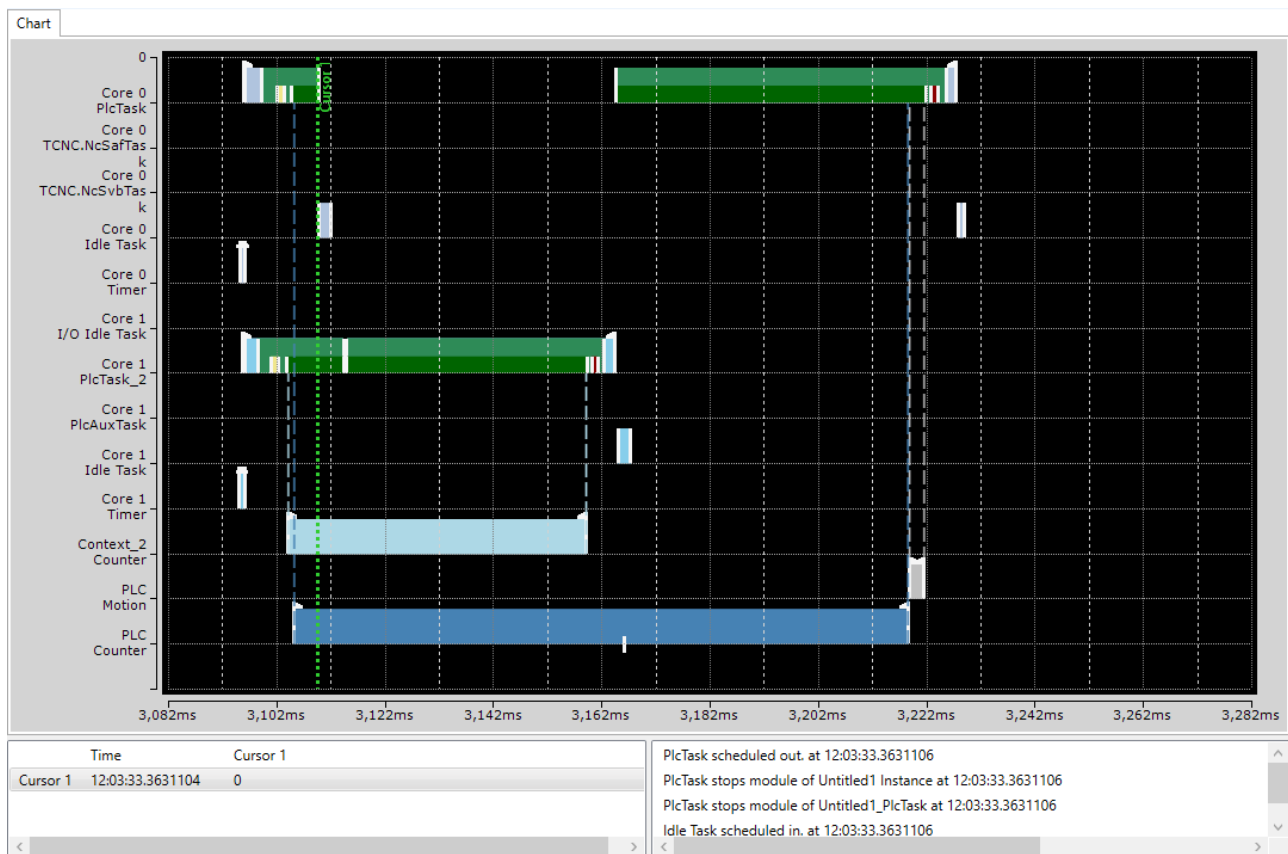 Chart
0
Core 0
PlcTask
Core 0
TCNC.NcSafTas
k
Core 0
TCNC.NcSvbTas
k
Core 0
Idle Task
Core 0
Timer
Core 1
I/O Idle Task
Core 1
PlcTask_2
Core 1
PlcAuxTask
Core 1
Idle Task
Core 1
Timer
Context_2
Counter
PLC
Motion
PLC
Counter
Cursor 1
3,082ms 3,102ms 3,122ms 3,142ms 3,162ms 3,182ms 3,202ms 3,222ms 3,242ms 3,262ms 3,282ms
Time Cursor 1
Cursor 1 12:03:33.3631104 0
PlcTask scheduled out. at 12:03:33.3631106
PlcTask stops module of Untitled1 Instance at 12:03:33.3631106
PlcTask stops module of Untitled1_PlcTask at 12:03:33.3631106
Idle Task scheduled in. at 12:03:33.3631106